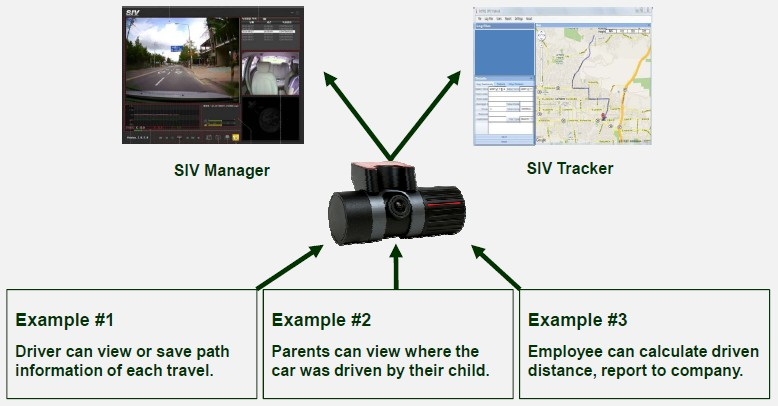 SIV
SIV Manager
SIV Tracker
Example #1
Driver can view or save path
information of each travel.
Example #2
Parents can view where the
car was driven by their child.
Example #3
Employee can calculate driven
distance, report to company.